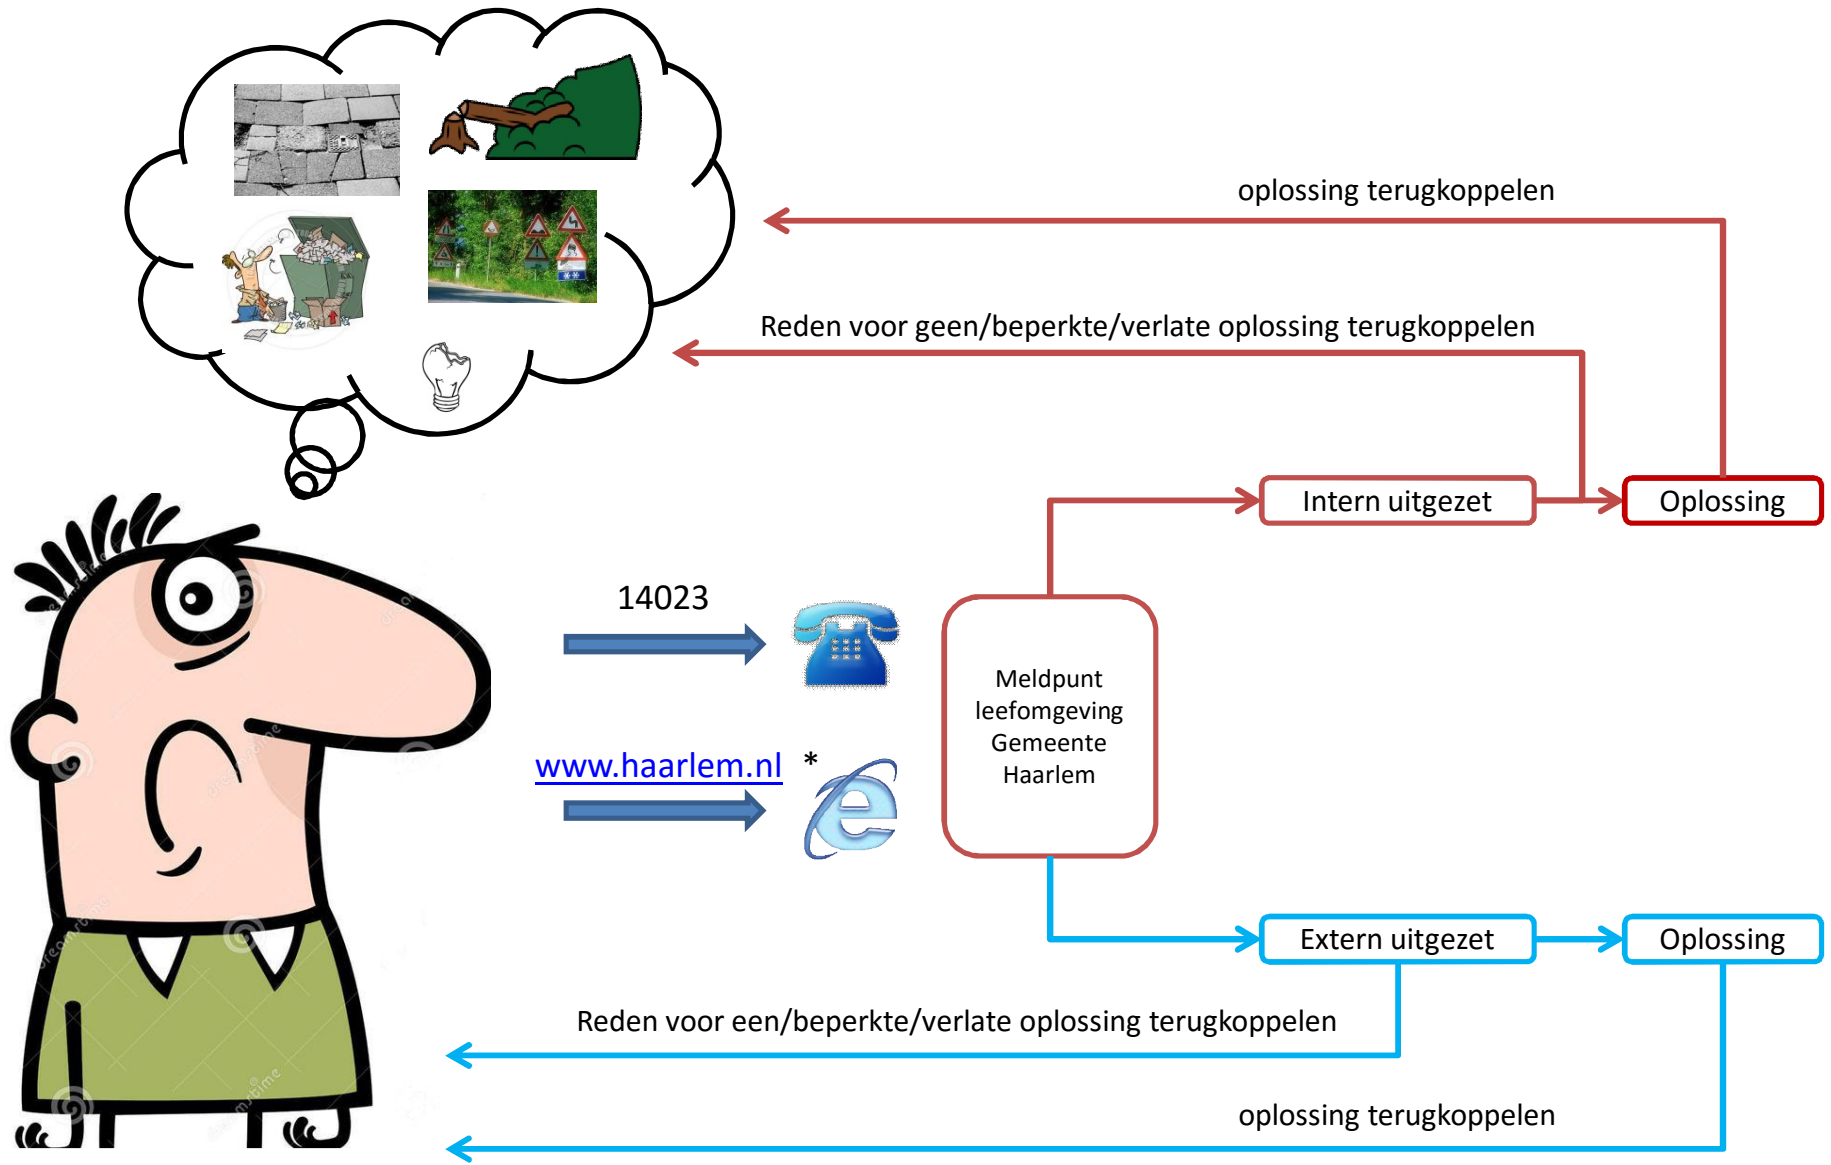 oplossing terugkoppelen
Reden voor geen/beperkte/verlate oplossing terugkoppelen
Intern uitgezet
Oplossing
14023
www.haarlem.nl *
Meldpunt
leefomgeving
Gemeente
Haarlem
Extern uitgezet
Oplossing
Reden voor een/beperkte/verlate oplossing terugkoppelen
oplossing terugkoppelen